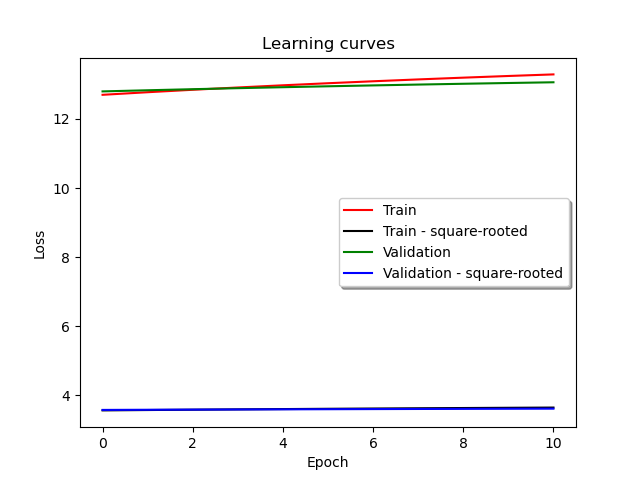 Learning curves
Loss
12
10
8
6
4
Train
Train - square-rooted
Validation
Validation - square-rooted
0 2 4 6 8 10
Epoch